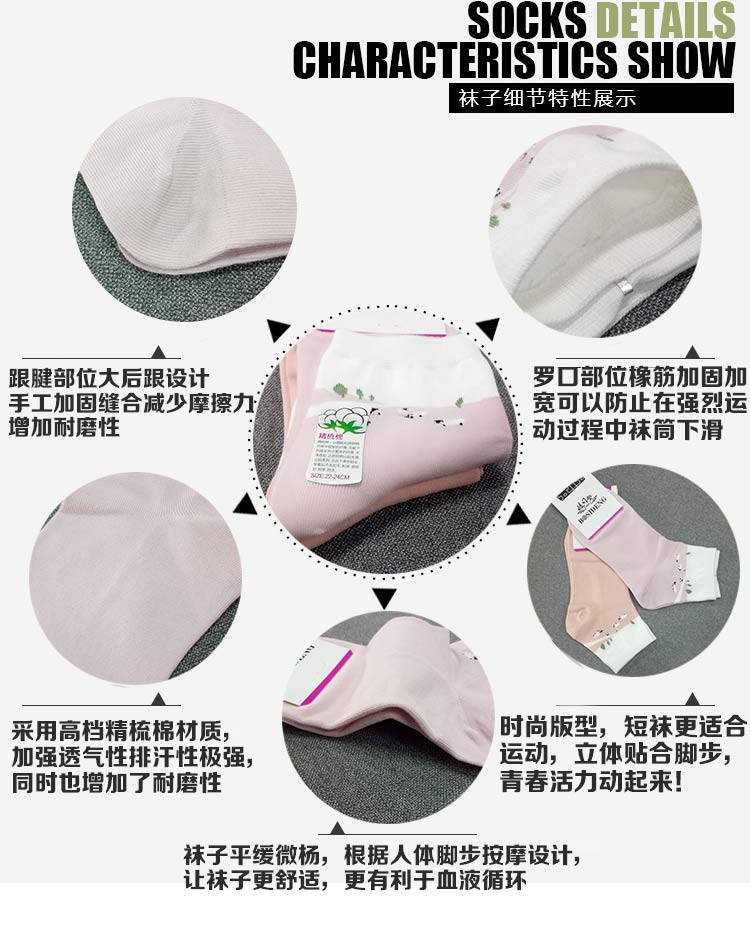 SOCKS DETAILS
CHARACTERISTICS SHOW
袜子细节特性展示
跟腱部位大后跟设计
手工加固缝合减少摩擦力
增加耐磨性
罗口部位橡筋加固加
宽可以防止在强烈运
动过程中袜筒下滑
精梳棉
SIZE:22-24CM
BOSIDENG
采用高档精梳棉材质,
加强透气性排汗性极强,
同时也增加了耐磨性
时尚版型，短袜更适合
运动，立体贴合脚步，
青春活力动起来！
袜子平缓微杨，根据人体脚步按摩设计，
让袜子更舒适，更有利于血液循环